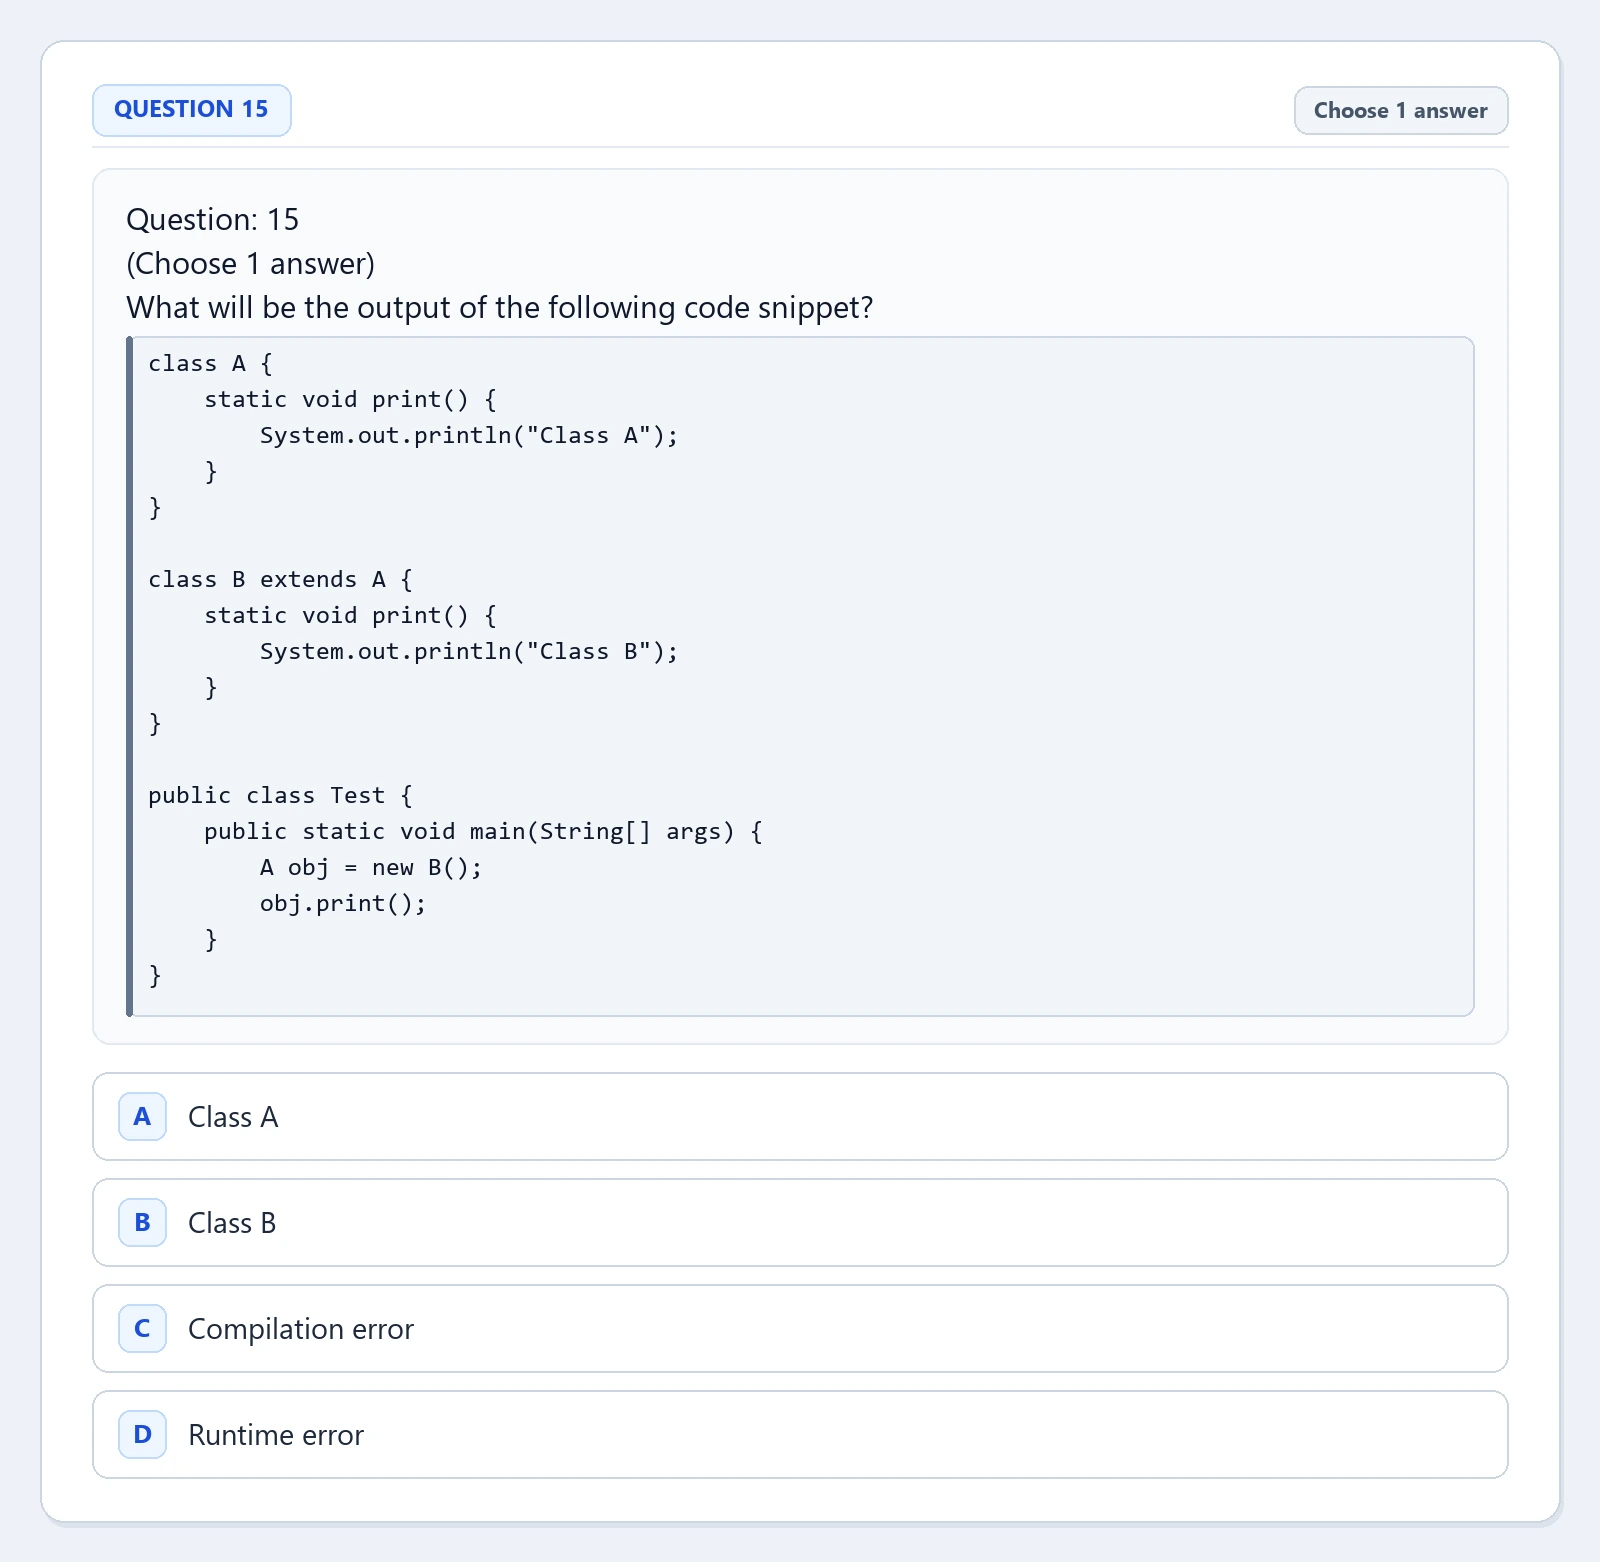 QUESTION 15
Choose 1 answer
Question: 15
(Choose 1 answer)
What will be the output of the following code snippet?
class A {
    static void print() {
        System.out.println("Class A");
    }
}

class B extends A {
    static void print() {
        System.out.println("Class B");
    }
}

public class Test {
    public static void main(String[] args) {
        A obj = new B();
        obj.print();
    }
}
A Class A
B Class B
C Compilation error
D Runtime error